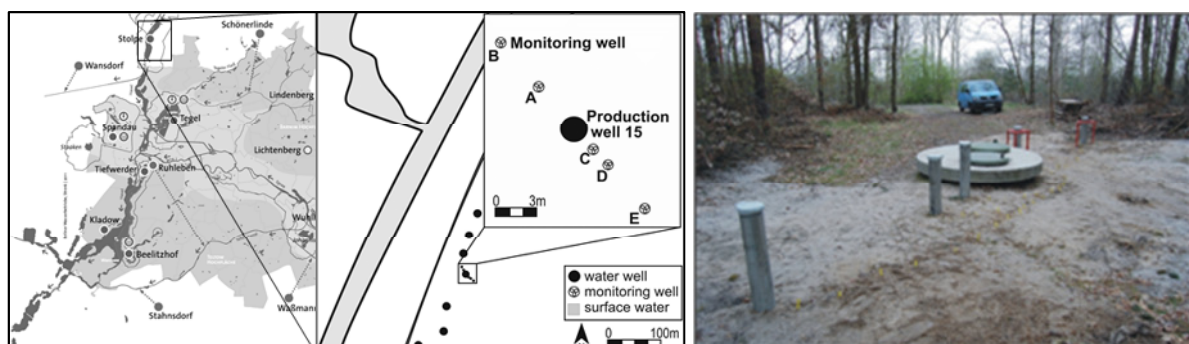 Schönerlinde
Stolpe
Wansdorf
Lindenberg
Tegel
Spandau
Staaken
Lichtenberg
Ruhleben
Tiefwerder
Kladow
Beelitzhof
Stahnsdorf
Monitoring well
B
A
Production
well 15
C
D
E
0 3m
water well
monitoring well
surface water
0 100m